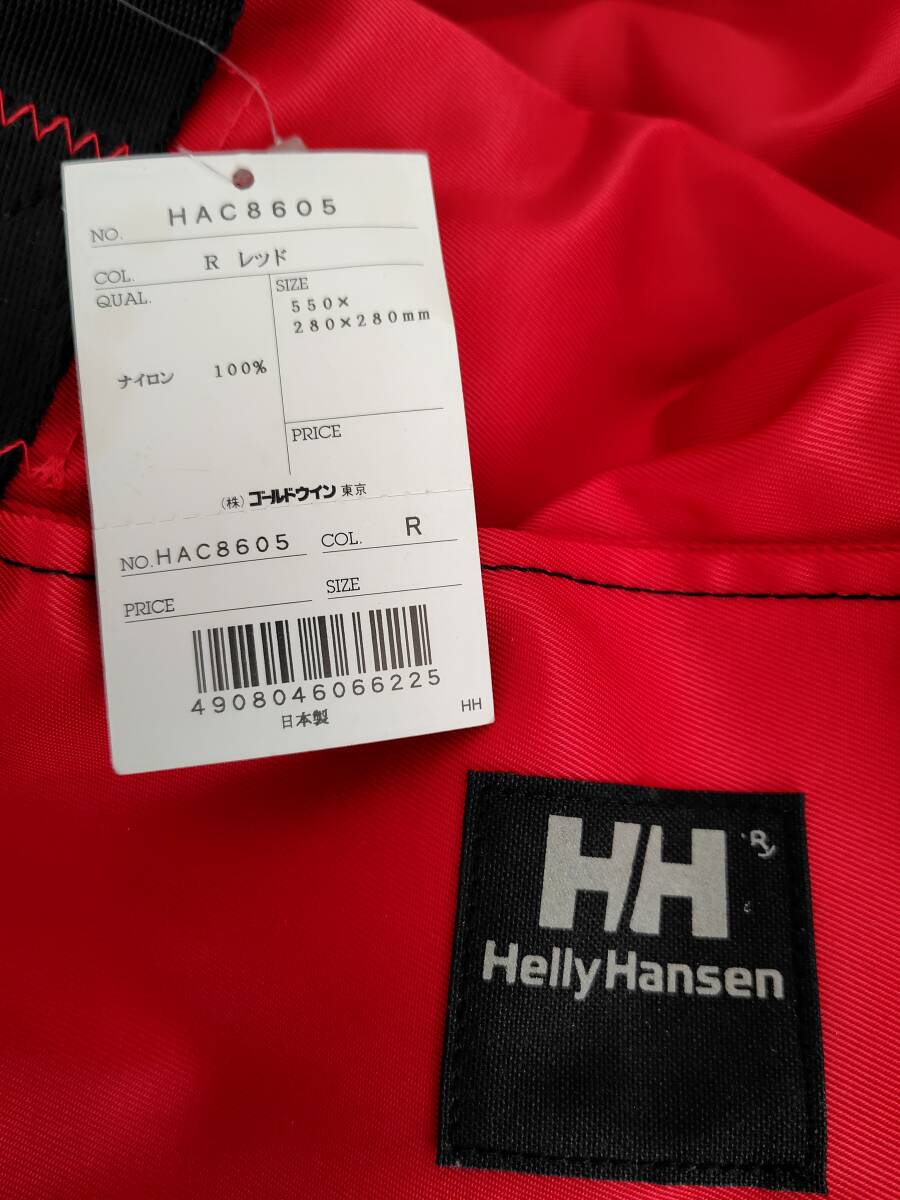 NO. HAC8605
COL. R レッド
QUAL.
SIZE
550×
280×280mm
ナイロン 100%
PRICE
(株) ゴールドウイン 東京
NO. HAC8605 COL. R
PRICE
SIZE
4908046066225
日本製
HH
HH R
HellyHansen